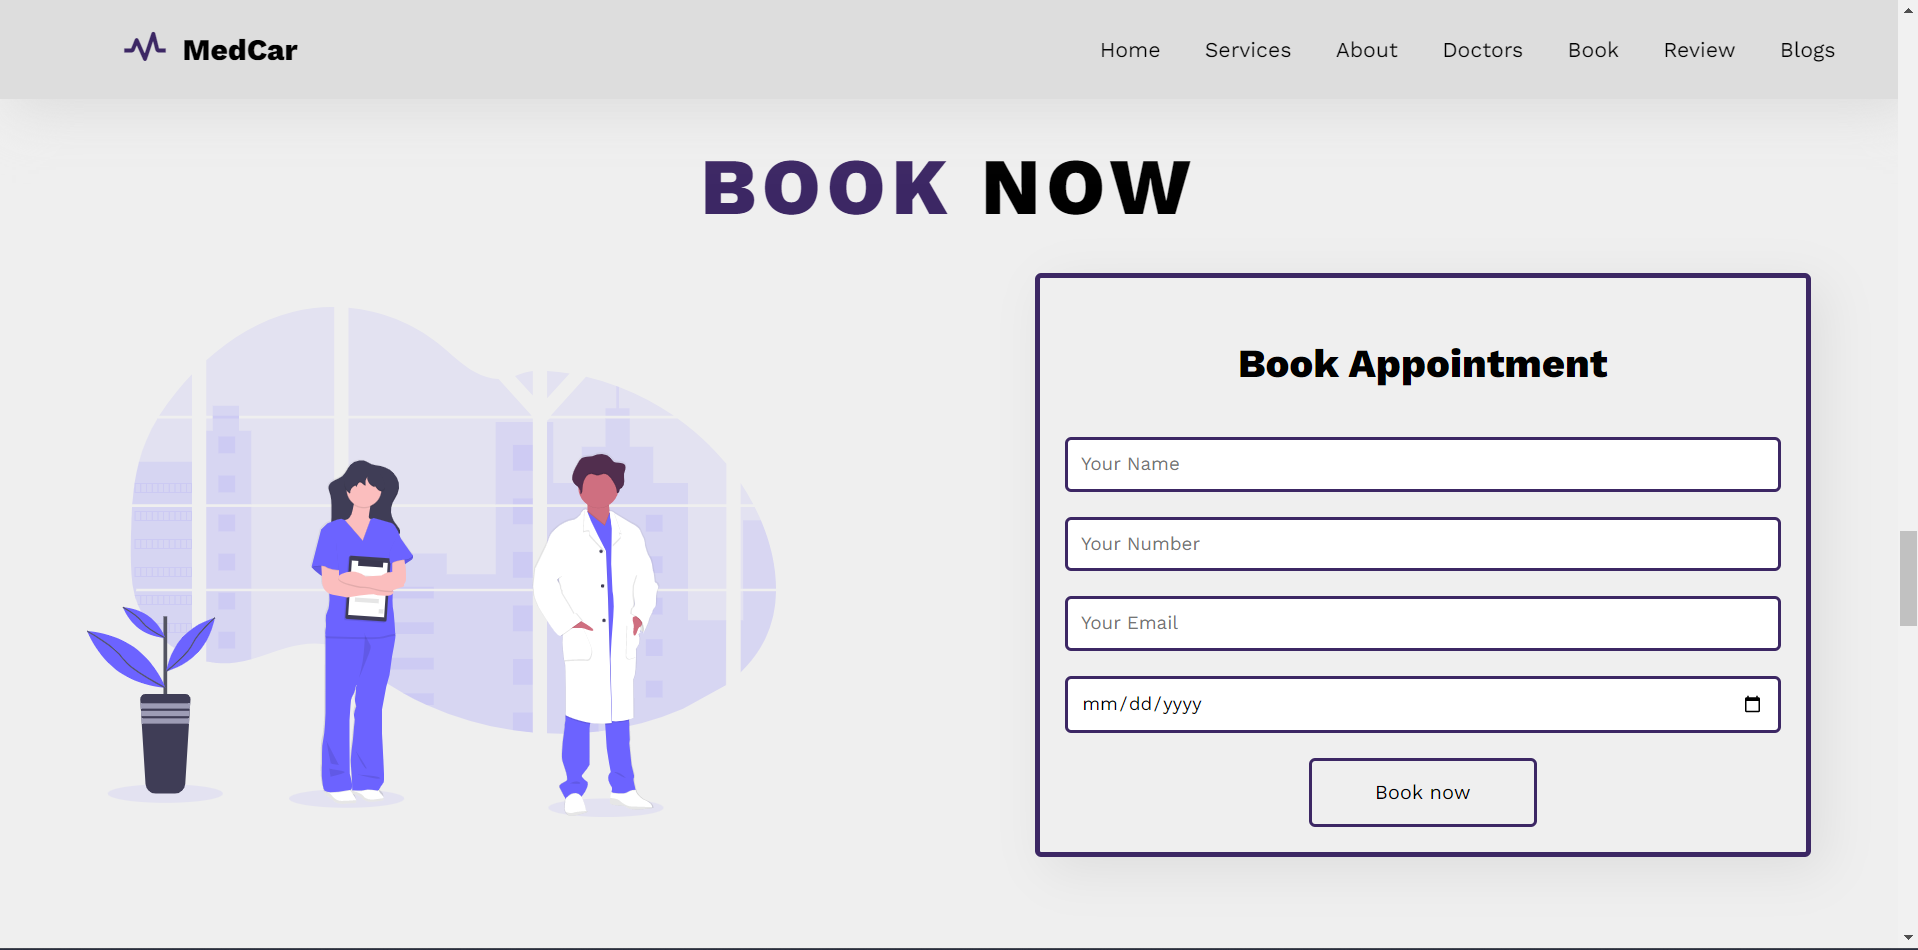 MedCar
Home Services About Doctors Book Review Blogs
BOOK NOW
Book Appointment
Your Name
Your Number
Your Email
mm/dd/yyyy
Book now